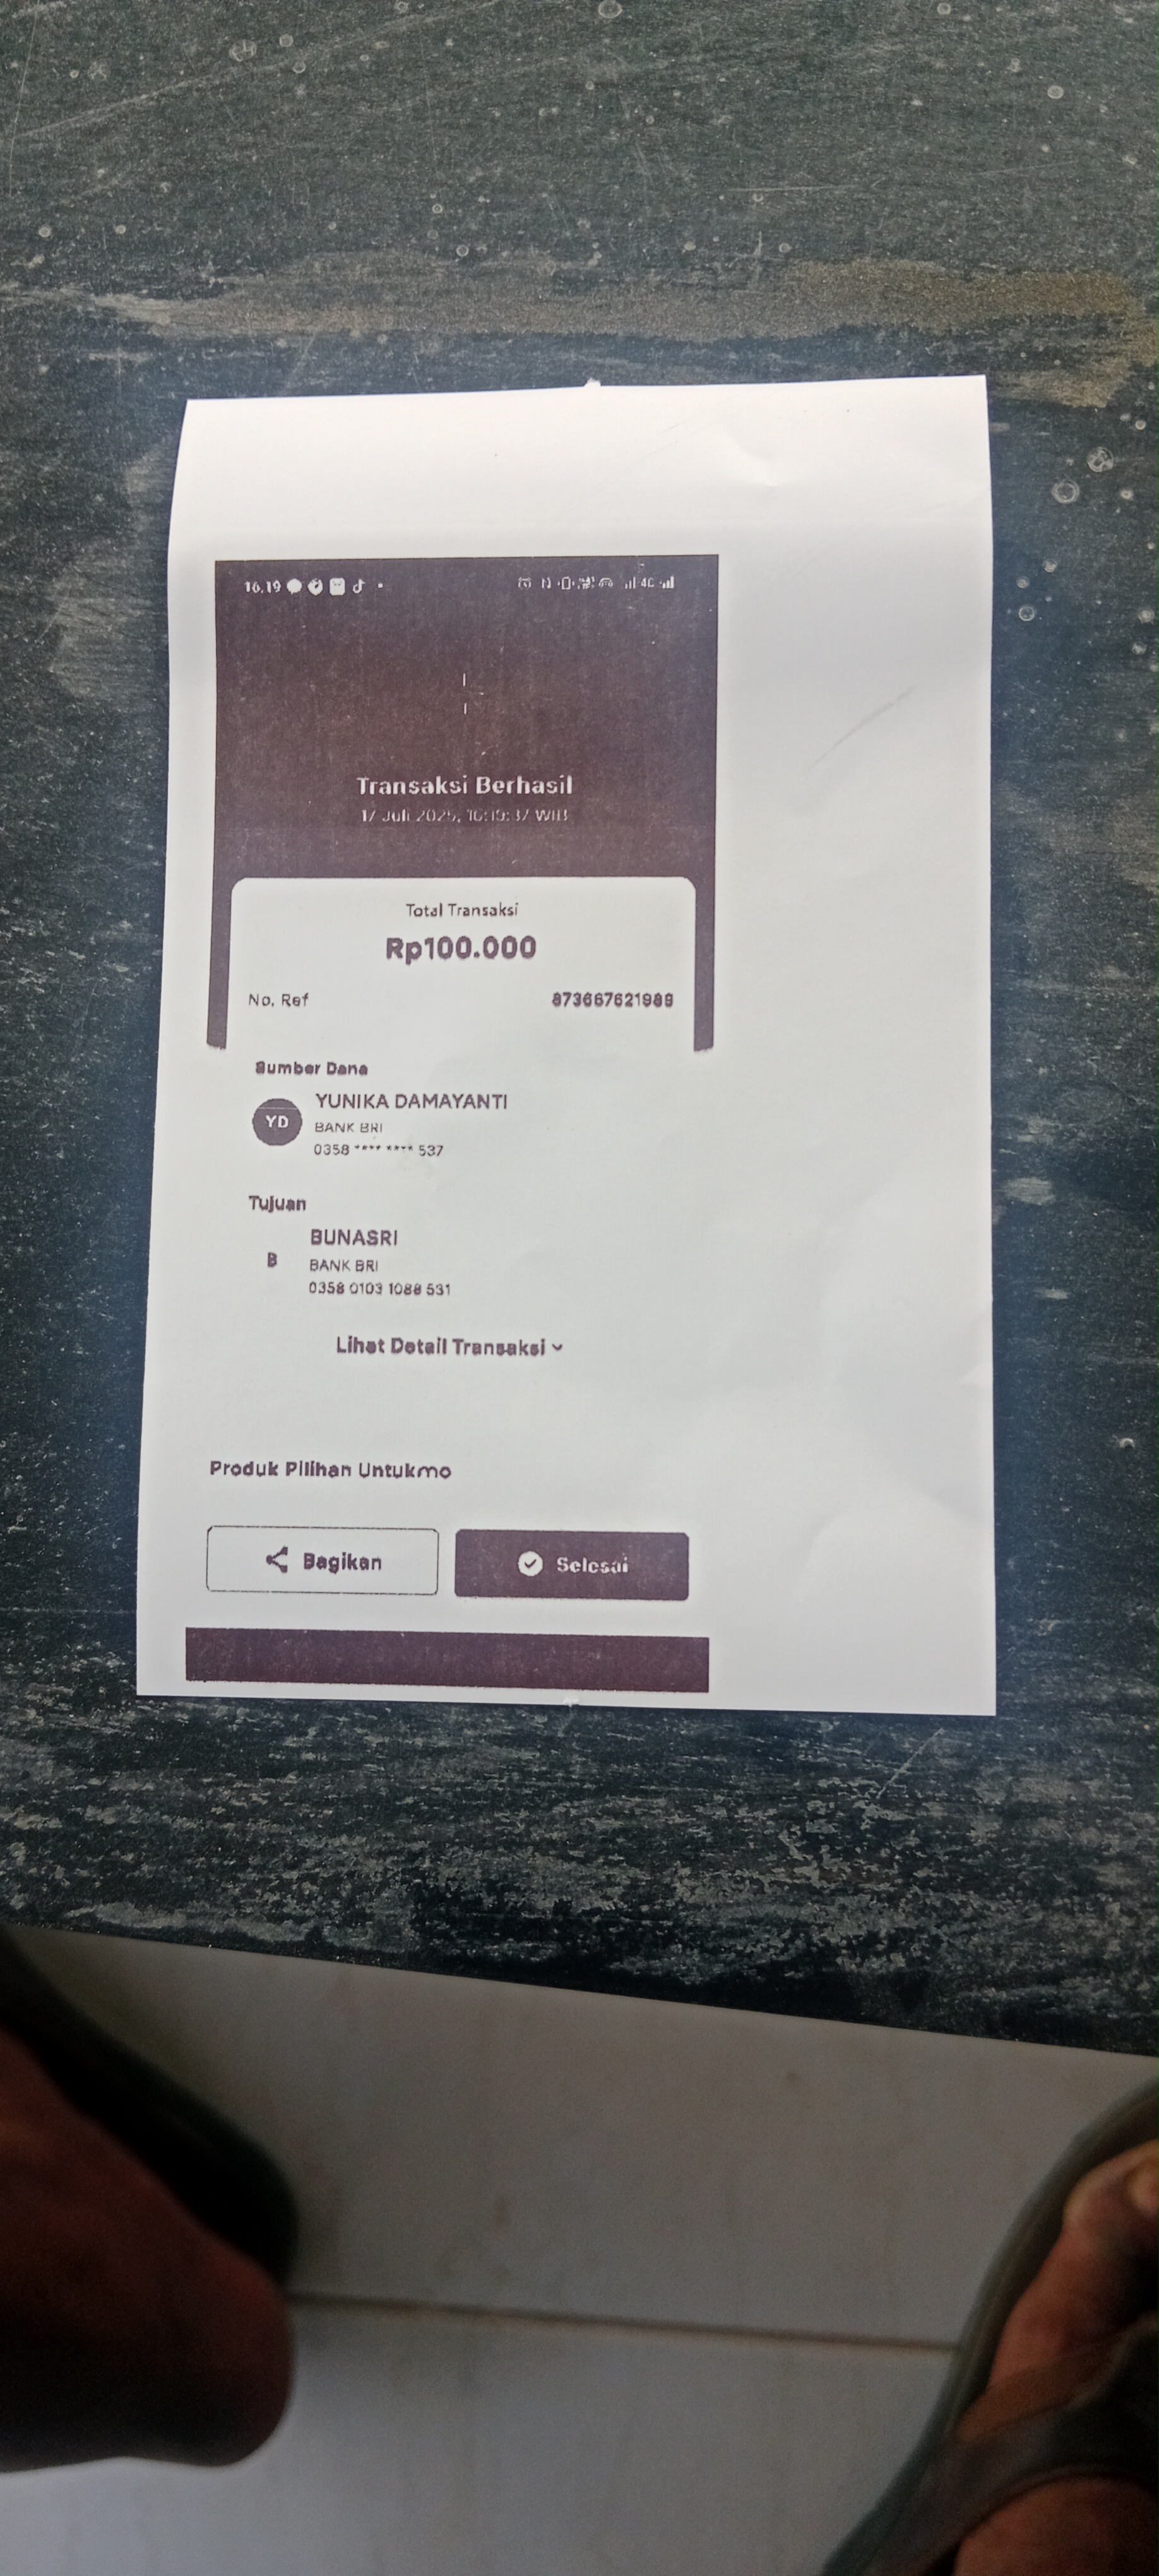 16.19
4G
Transaksi Berhasil
17 Juli 2025, 16:19:37 WIB
Total Transaksi
Rp100.000
No. Ref 873667621989
Sumber Dana
YD
YUNIKA DAMAYANTI
BANK BRI
0358 **** **** 537
Tujuan
B
BUNASRI
BANK BRI
0358 0103 1088 531
Lihat Detail Transaksi
Produk Pilihan Untukmo
Bagikan
Selesai